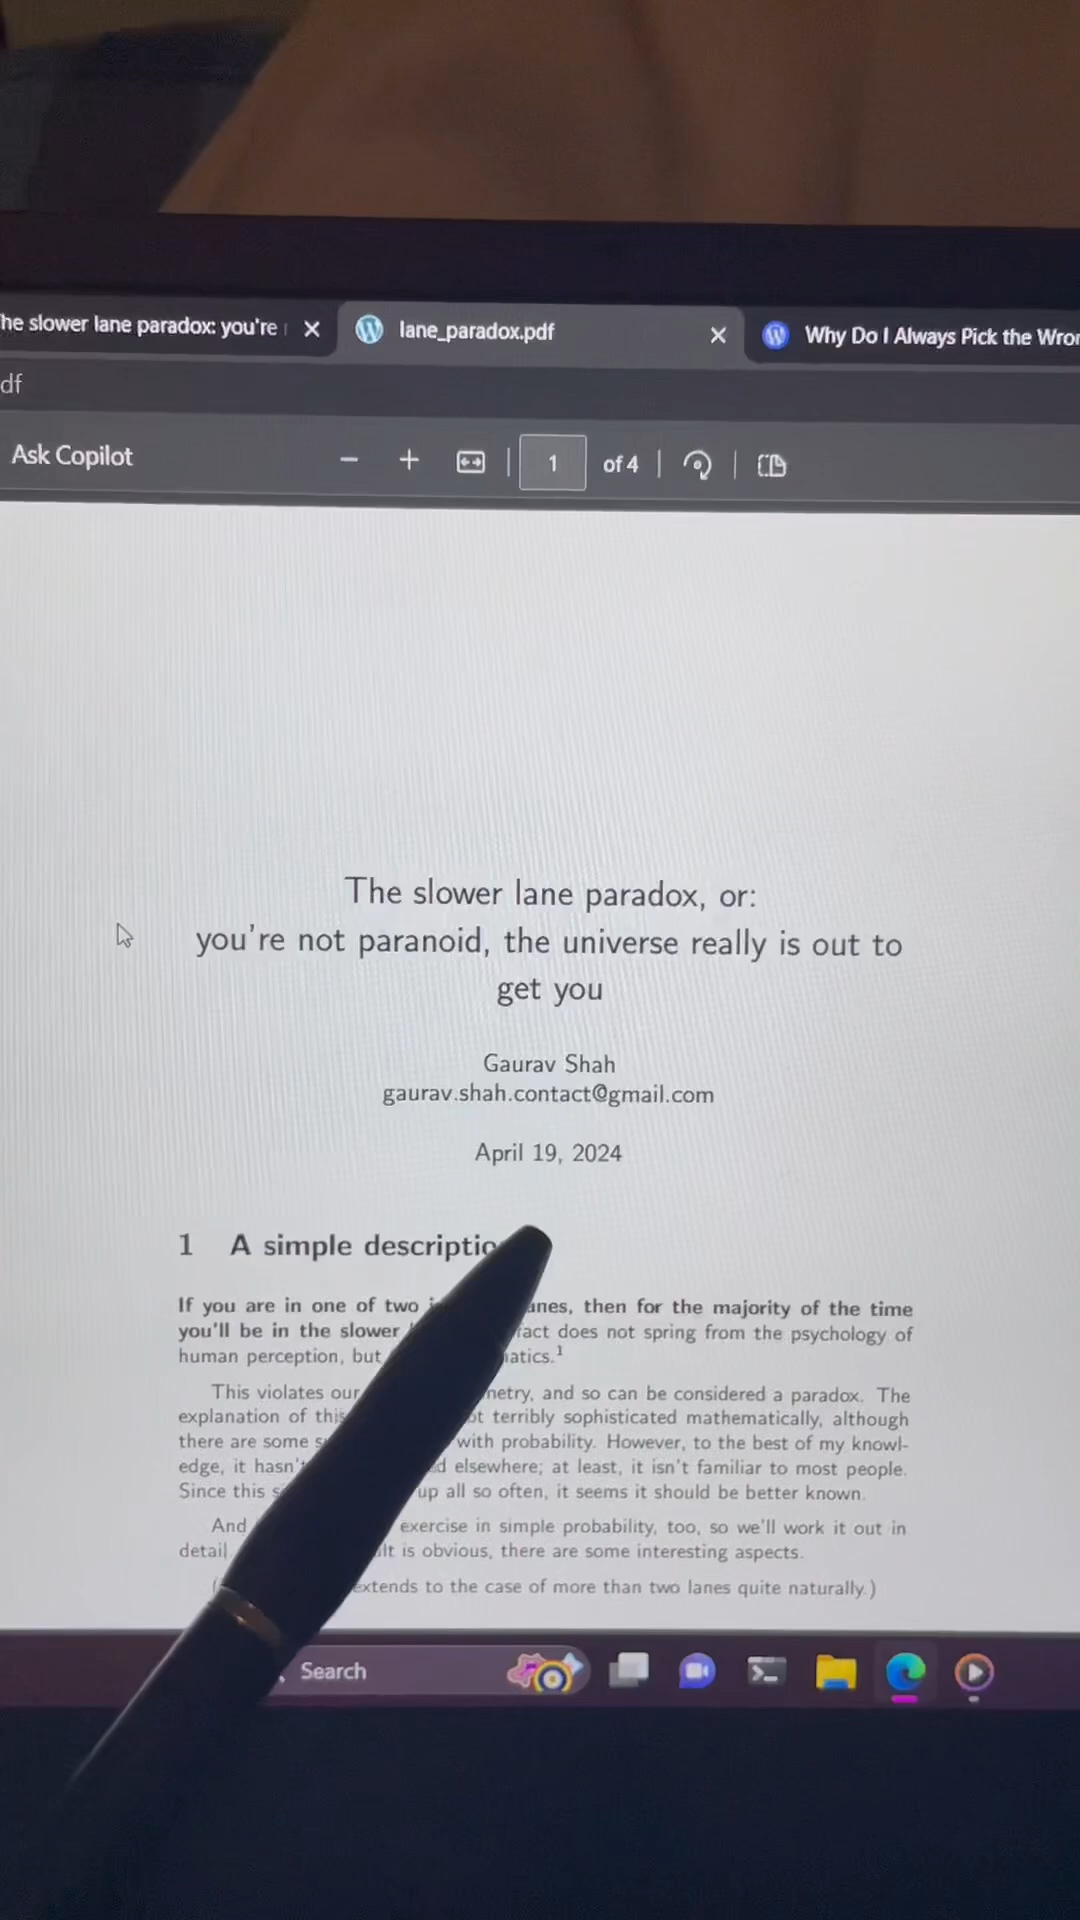 he slower lane paradox: you're
lane_paradox.pdf
Why Do I Always Pick the Wro
df
Ask Copilot
1 of 4
The slower lane paradox, or:
you're not paranoid, the universe really is out to
get you
Gaurav Shah
gaurav.shah.contact@gmail.com
April 19, 2024
1 A simple descriptio
If you are in one of two anes, then for the majority of the time
you'll be in the slower act does not spring from the psychology of
human perception, but atics.1
This violates our metry, and so can be considered a paradox. The
explanation of this terribly sophisticated mathematically, although
there are some with probability. However, to the best of my knowl-
edge, it hasn't elsewhere; at least, it isn't familiar to most people.
Since this up all so often, it seems it should be better known.
And exercise in simple probability, too, so we'll work it out in
detail is obvious, there are some interesting aspects.
extends to the case of more than two lanes quite naturally.)
Search